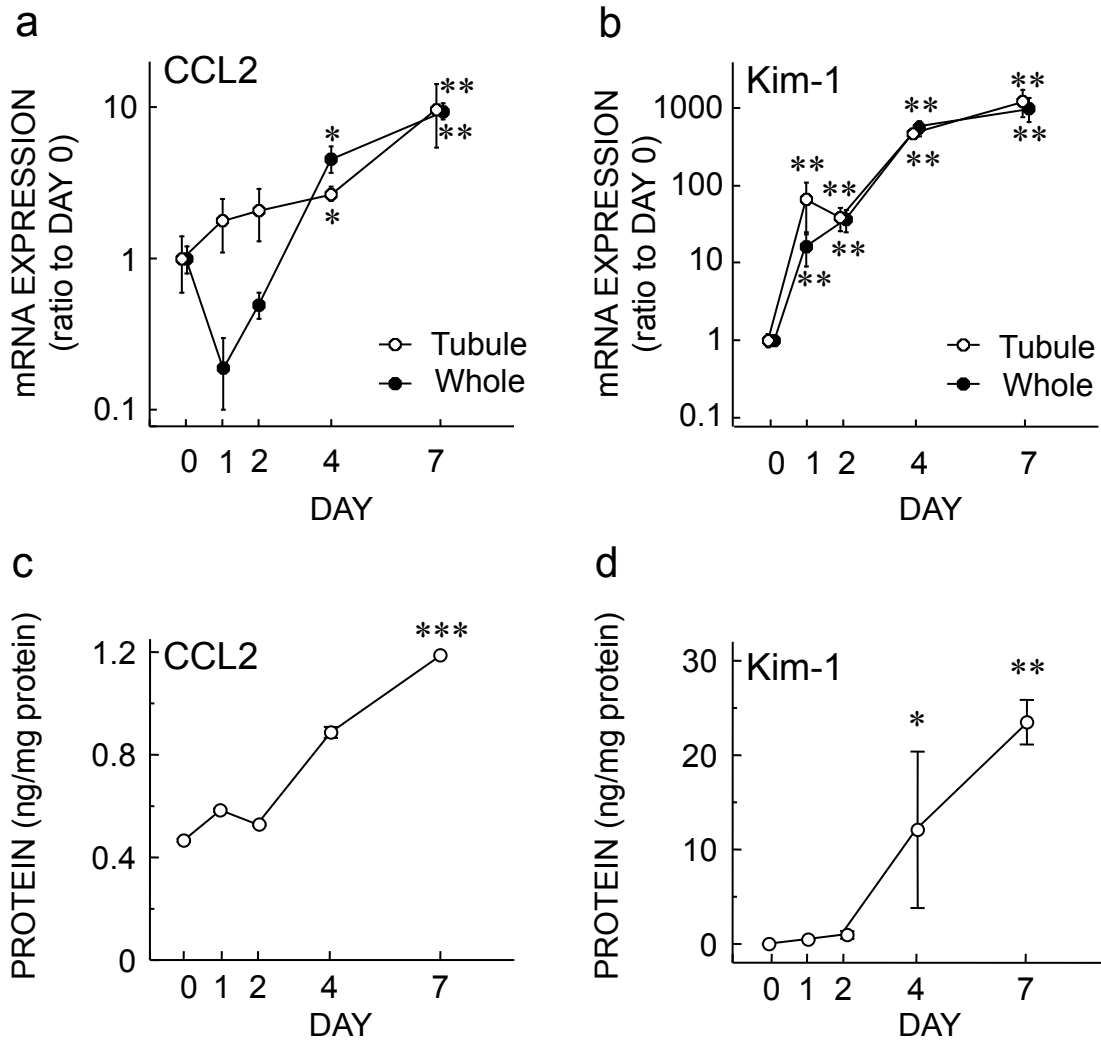 a
CCL2
mRNA EXPRESSION
(ratio to DAY 0)
10
1
0.1
**
**
*
*
Tubule
Whole
0 1 2 4 7
DAY
b
Kim-1
mRNA EXPRESSION
(ratio to DAY 0)
1000
100
10
1
0.1
**
**
**
**
**
**
**
**
Tubule
Whole
0 1 2 4 7
DAY
c
CCL2
PROTEIN (ng/mg protein)
1.2
0.8
0.4
0
***
0 1 2 4 7
DAY
d
Kim-1
PROTEIN (ng/mg protein)
30
20
10
0
*
**
0 1 2 4 7
DAY